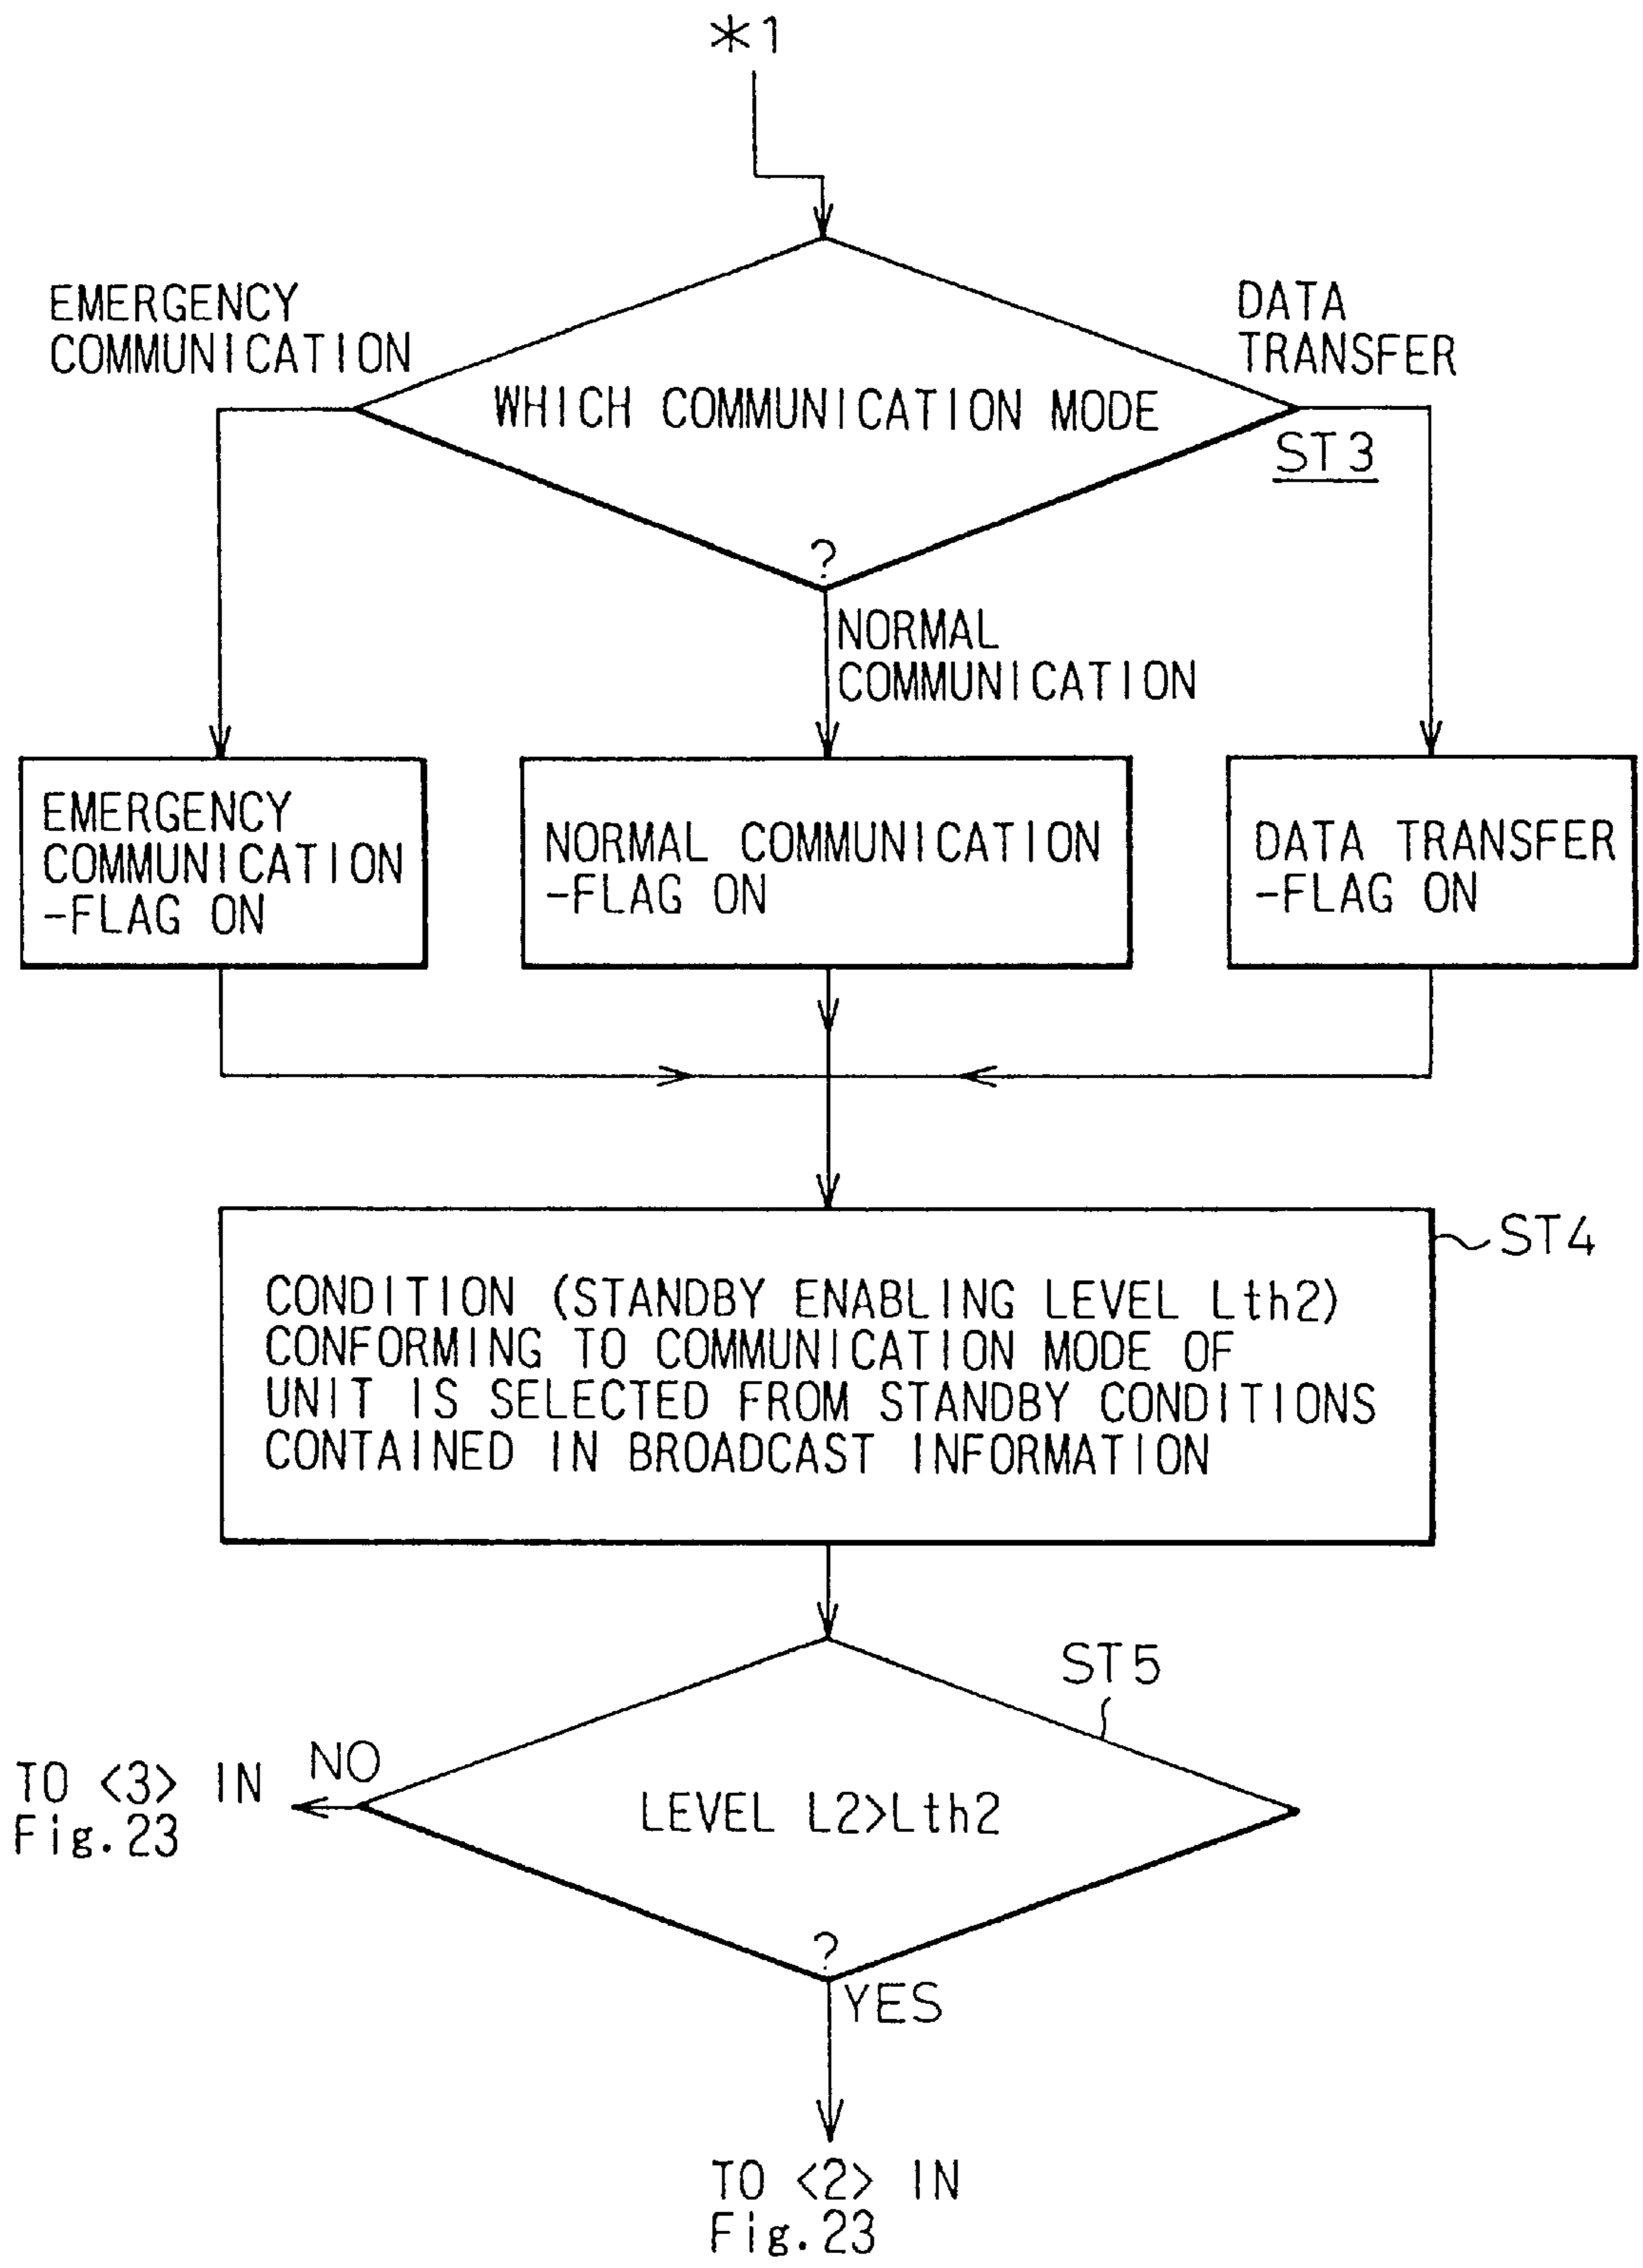 *1
EMERGENCY
COMMUNICATION
DATA
TRANSFER
WHICH COMMUNICATION MODE
?
ST3
NORMAL
COMMUNICATION
EMERGENCY
COMMUNICATION
-FLAG ON
NORMAL COMMUNICATION
-FLAG ON
DATA TRANSFER
-FLAG ON
ST4
CONDITION (STANDBY ENABLING LEVEL Lth2)
CONFORMING TO COMMUNICATION MODE OF
UNIT IS SELECTED FROM STANDBY CONDITIONS
CONTAINED IN BROADCAST INFORMATION
ST5
NO
TO <3> IN
Fig.23
LEVEL L2>Lth2
?
YES
TO <2> IN
Fig.23